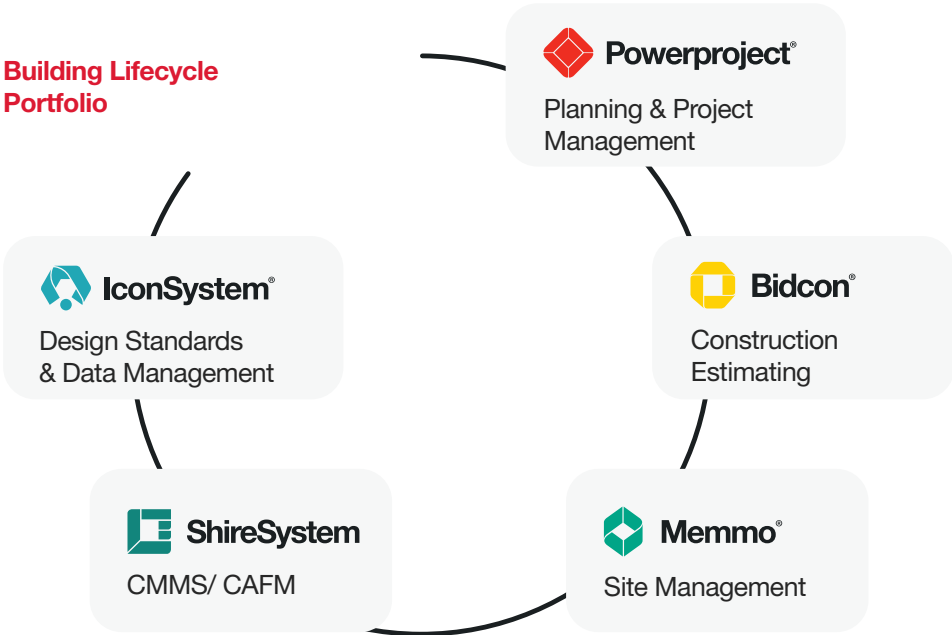 Building Lifecycle
Portfolio
Powerproject®
Planning & Project
Management
IconSystem®
Design Standards
& Data Management
Bidcon®
Construction
Estimating
ShireSystem
CMMS/ CAFM
Memmo®
Site Management